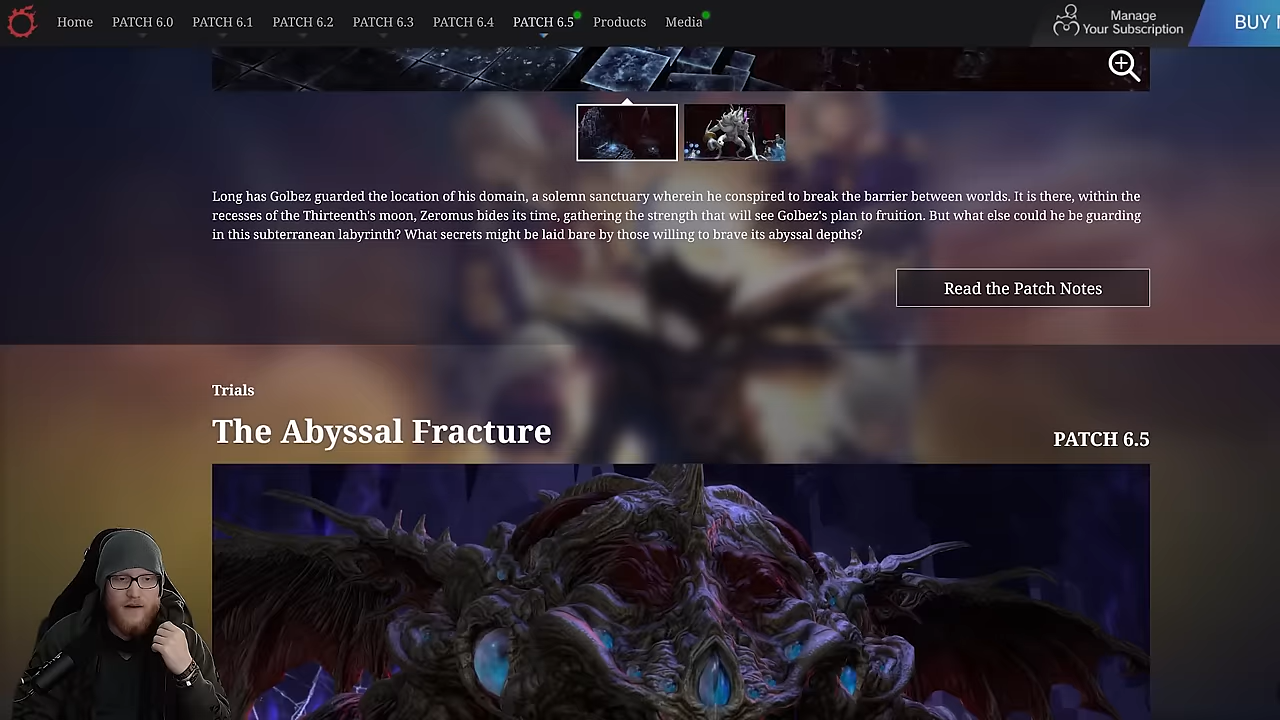 Home PATCH 6.0 PATCH 6.1 PATCH 6.2 PATCH 6.3 PATCH 6.4 PATCH 6.5 Products Media
Manage
Your Subscription
BUY
Long has Golbez guarded the location of his domain, a solemn sanctuary wherein he conspired to break the barrier between worlds. It is there, within the
recesses of the Thirteenth's moon, Zeromus bides its time, gathering the strength that will see Golbez's plan to fruition. But what else could he be guarding
in this subterranean labyrinth? What secrets might be laid bare by those willing to brave its abyssal depths?
Read the Patch Notes
Trials
The Abyssal Fracture
PATCH 6.5